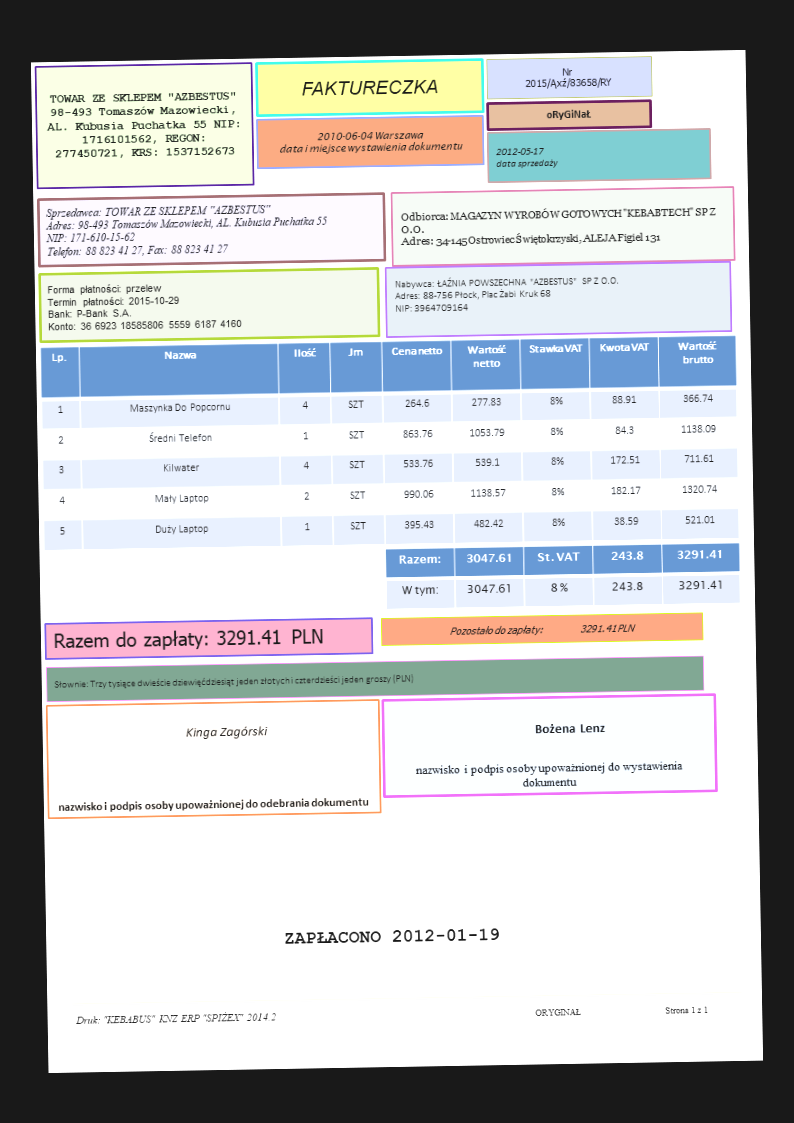 TOWAR ZE SKLEPEM "AZBESTUS"
98-493 Tomaszów Mazowiecki,
AL. Kubusia Puchatka 55 NIP:
1716101562, REGON:
277450721, KRS: 1537152673
FAKTURECZKA
2010-06-04 Warszawa
data i miejsce wystawienia dokumentu
Nr
2015/Axż/83658/RY
oRyGiNał
2012-05-17
data sprzedaży
Sprzedawca: TOWAR ZE SKLEPEM "AZBESTUS"
Adres: 98-493 Tomaszów Mazowiecki, AL. Kubusia Puchatka 55
NIP: 171-610-15-62
Telefon: 88 823 41 27, Fax: 88 823 41 27
Odbiorca: MAGAZYN WYROBÓW GOTOWYCH "KEBABTECH" SP Z
O.O.
Adres: 34-145 Ostrowiec Świętokrzyski, ALEJA Figiel 131
Forma płatności: przelew
Termin płatności: 2015-10-29
Bank: P-Bank S.A.
Konto: 36 6923 18585806 5559 6187 4160
Nabywca: ŁAŹNIA POWSZECHNA "AZBESTUS" SP Z O.O.
Adres: 88-756 Płock, Plac Żabi Kruk 68
NIP: 3964709164
Lp. Nazwa Ilość Jm Cena netto Wartość netto Stawka VAT Kwota VAT Wartość brutto
1 Maszynka Do Popcornu 4 SZT 264.6 277.83 8% 88.91 366.74
2 Średni Telefon 1 SZT 863.76 1053.79 8% 84.3 1138.09
3 Kilwater 4 SZT 533.76 539.1 8% 172.51 711.61
4 Mały Laptop 2 SZT 990.06 1138.57 8% 182.17 1320.74
5 Duży Laptop 1 SZT 395.43 482.42 8% 38.59 521.01
Razem: 3047.61 St. VAT 243.8 3291.41
W tym: 3047.61 8% 243.8 3291.41
Razem do zapłaty: 3291.41 PLN
Pozostało do zapłaty: 3291.41 PLN
Słownie: Trzy tysiące dwieście dziewięćdziesiąt jeden złotych i czterdzieści jeden groszy (PLN)
Kinga Zagórski
nazwisko i podpis osoby upoważnionej do odebrania dokumentu
Bożena Lenz
nazwisko i podpis osoby upoważnionej do wystawienia
dokumentu
ZAPŁACONO 2012-01-19
Druk: "KEBABUS" KNZ ERP "SPIŻEX" 2014.2
ORYGINAŁ
Strona 1 z 1